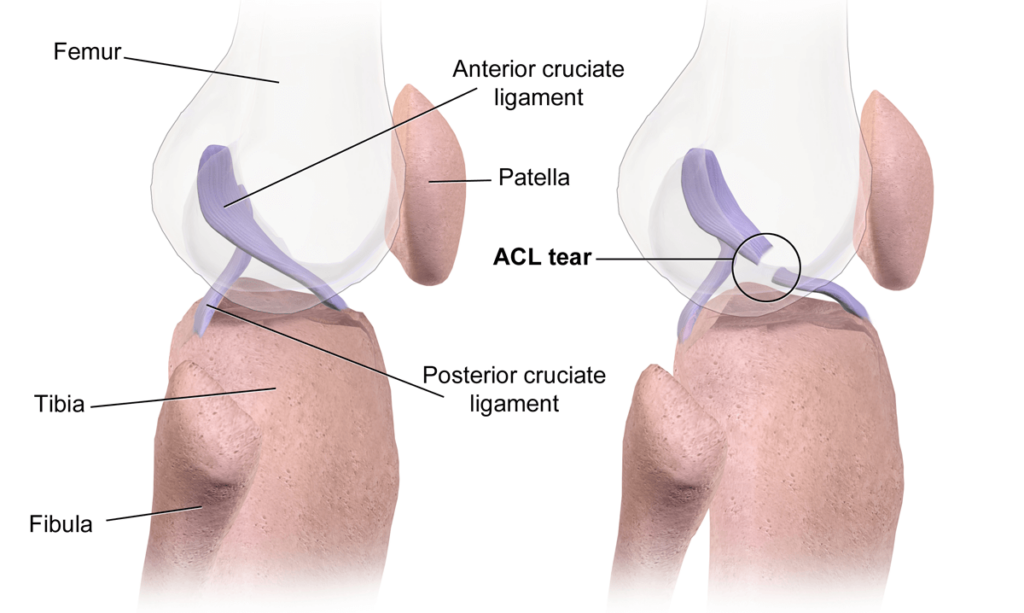 Femur
Anterior cruciate
ligament
Patella
ACL tear
Posterior cruciate
ligament
Tibia
Fibula